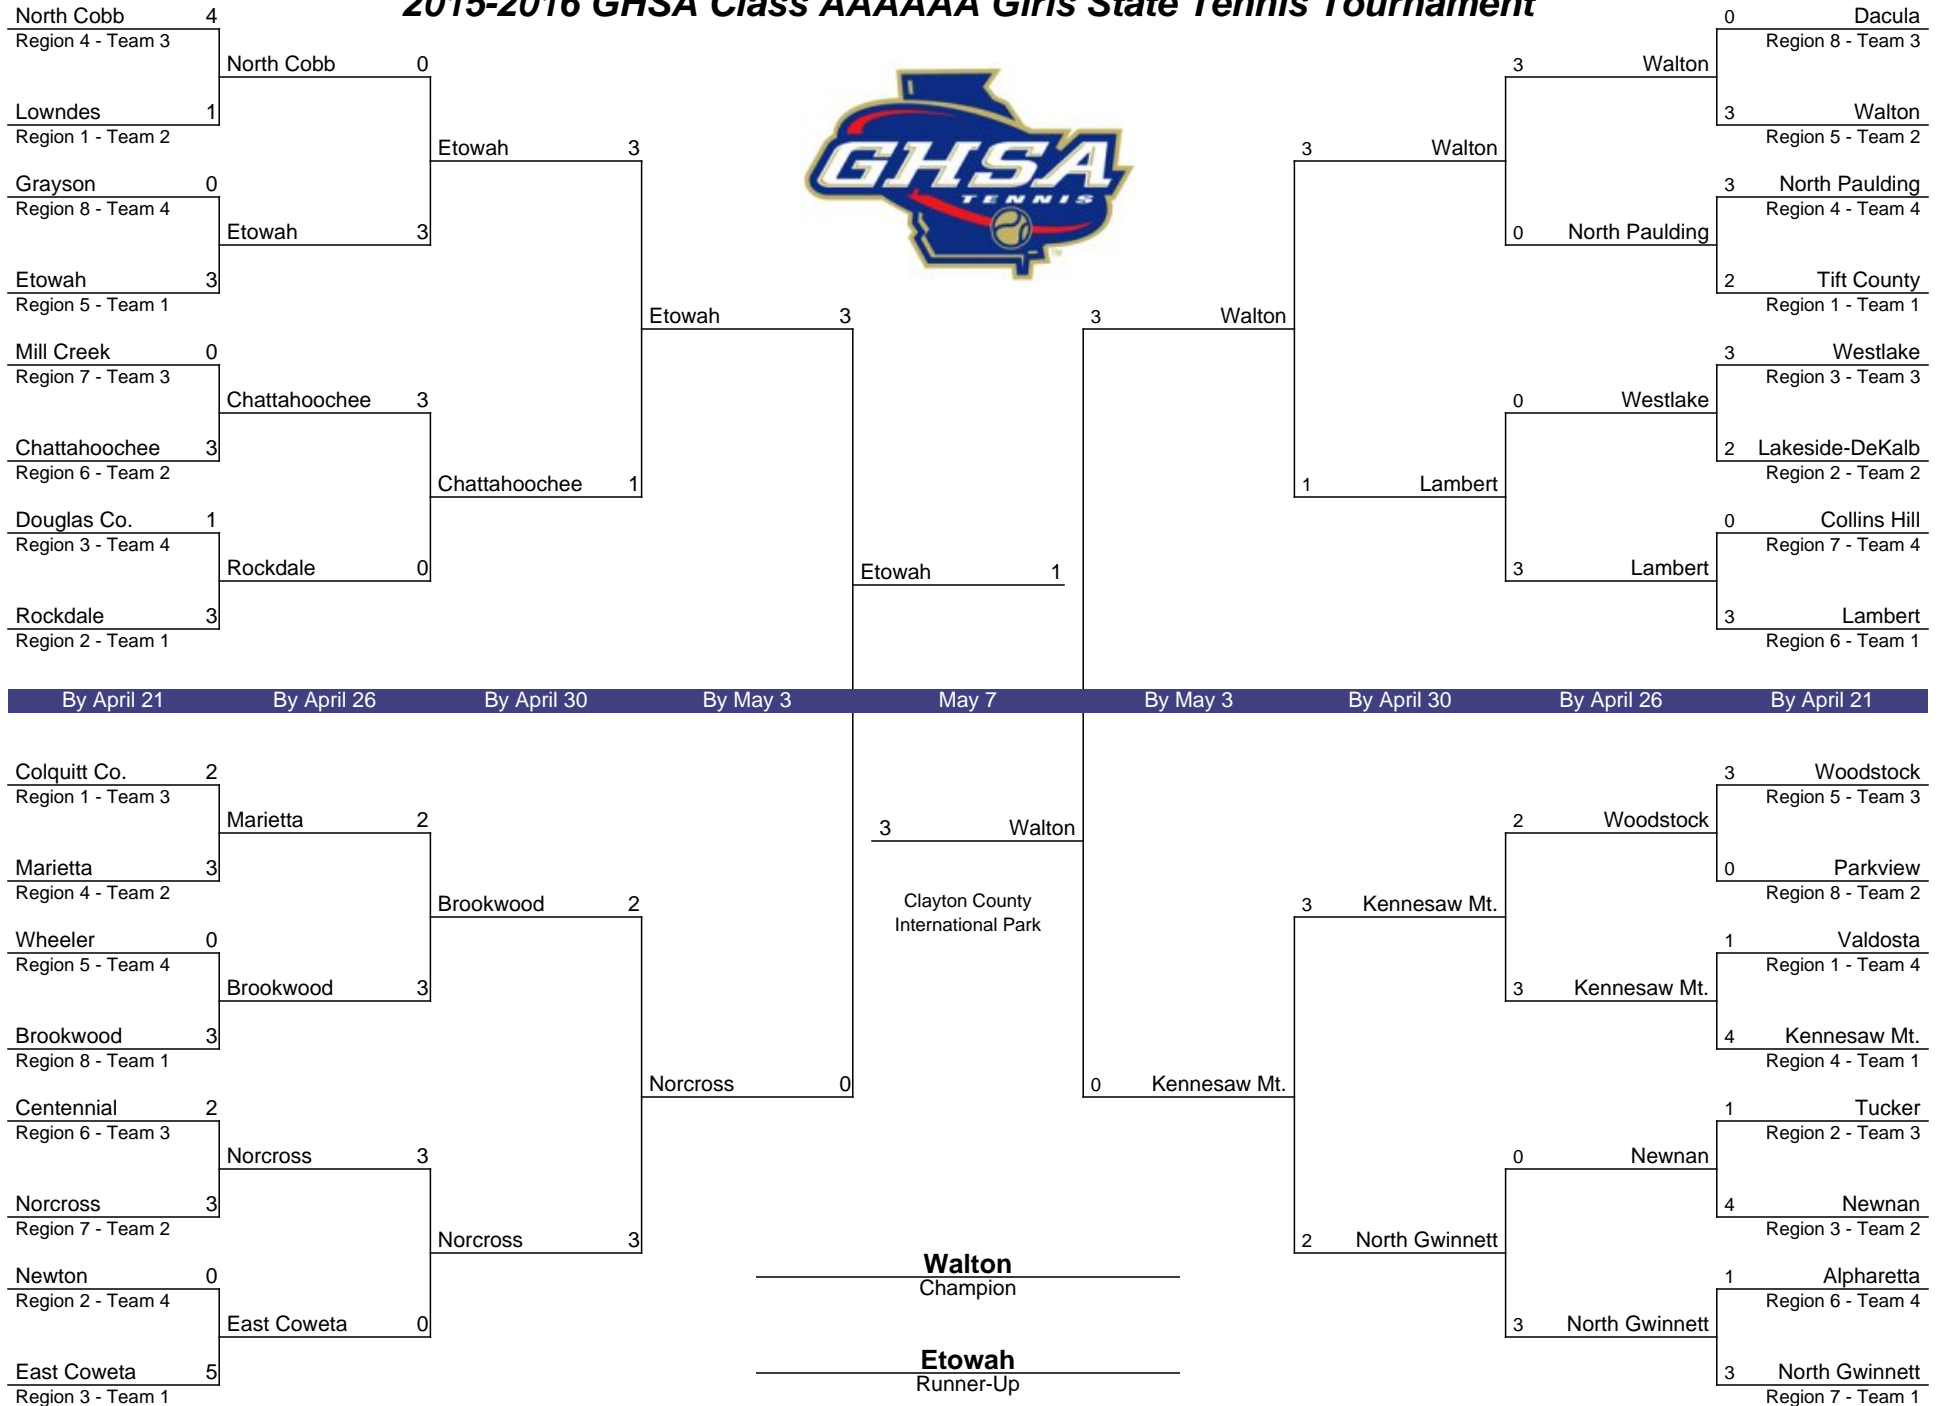 2015-2016 GHSA Class AAAAAA Girls State Tennis Tournament
North Cobb 4
Region 4 - Team 3
North Cobb 0
Lowndes 1
Region 1 - Team 2
Etowah 3
Grayson 0
Region 8 - Team 4
Etowah 3
Etowah 3
Region 5 - Team 1
Etowah 3
Mill Creek 0
Region 7 - Team 3
Chattahoochee 3
Chattahoochee 3
Region 6 - Team 2
Chattahoochee 1
Douglas Co. 1
Region 3 - Team 4
Rockdale 0
Rockdale 3
Region 2 - Team 1
Etowah 1
GHSA
TENNIS
TM
0 Dacula
Region 8 - Team 3
3 Walton
3 Walton
Region 5 - Team 2
3 Walton
3 North Paulding
Region 4 - Team 4
0 North Paulding
2 Tift County
Region 1 - Team 1
3 Walton
3 Westlake
Region 3 - Team 3
0 Westlake
2 Lakeside-DeKalb
Region 2 - Team 2
1 Lambert
0 Collins Hill
Region 7 - Team 4
3 Lambert
3 Lambert
Region 6 - Team 1
By April 21 By April 26 By April 30 By May 3 May 7 By May 3 By April 30 By April 26 By April 21
Colquitt Co. 2
Region 1 - Team 3
Marietta 2
Marietta 3
Region 4 - Team 2
Brookwood 2
Wheeler 0
Region 5 - Team 4
Brookwood 3
Brookwood 3
Region 8 - Team 1
Norcross 0
Centennial 2
Region 6 - Team 3
Norcross 3
Norcross 3
Region 7 - Team 2
Norcross 3
Newton 0
Region 2 - Team 4
East Coweta 0
East Coweta 5
Region 3 - Team 1
3 Walton
Clayton County
International Park
Walton
Champion
Etowah
Runner-Up
3 Woodstock
Region 5 - Team 3
2 Woodstock
0 Parkview
Region 8 - Team 2
3 Kennesaw Mt.
1 Valdosta
Region 1 - Team 4
3 Kennesaw Mt.
4 Kennesaw Mt.
Region 4 - Team 1
0 Kennesaw Mt.
1 Tucker
Region 2 - Team 3
0 Newnan
4 Newnan
Region 3 - Team 2
2 North Gwinnett
1 Alpharetta
Region 6 - Team 4
3 North Gwinnett
3 North Gwinnett
Region 7 - Team 1